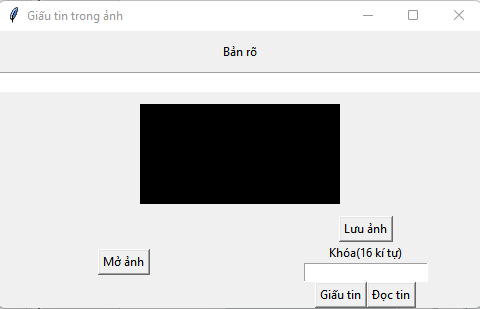 Giấu tin trong ảnh
Bản rõ
Lưu ảnh
Khóa(16 kí tự)
Mở ảnh
Giấu tin Đọc tin